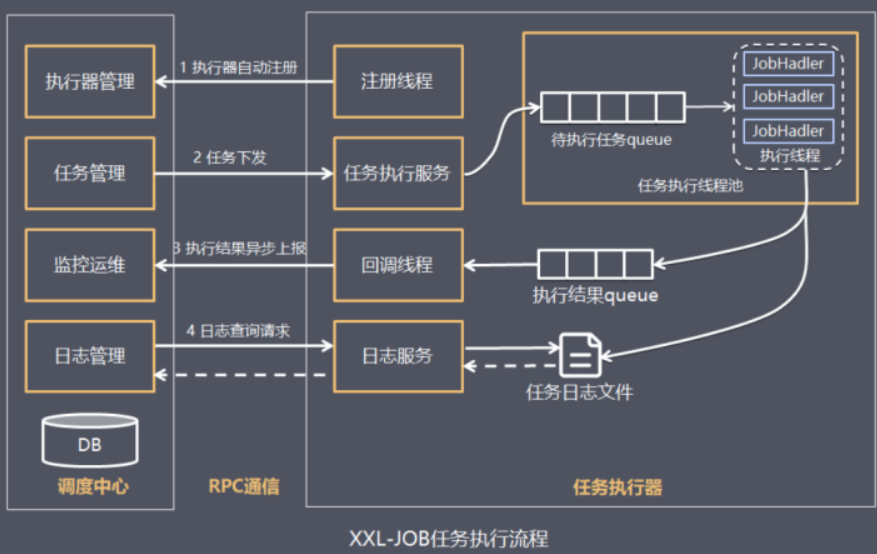 执行器管理
1 执行器自动注册
注册线程
待执行任务queue
JobHadler
JobHadler
JobHadler
执行线程
任务执行线程池
任务管理
2 任务下发
任务执行服务
监控运维
3 执行结果异步上报
回调线程
执行结果queue
日志管理
4 日志查询请求
日志服务
任务日志文件
DB
调度中心
RPC通信
任务执行器
XXL-JOB任务执行流程